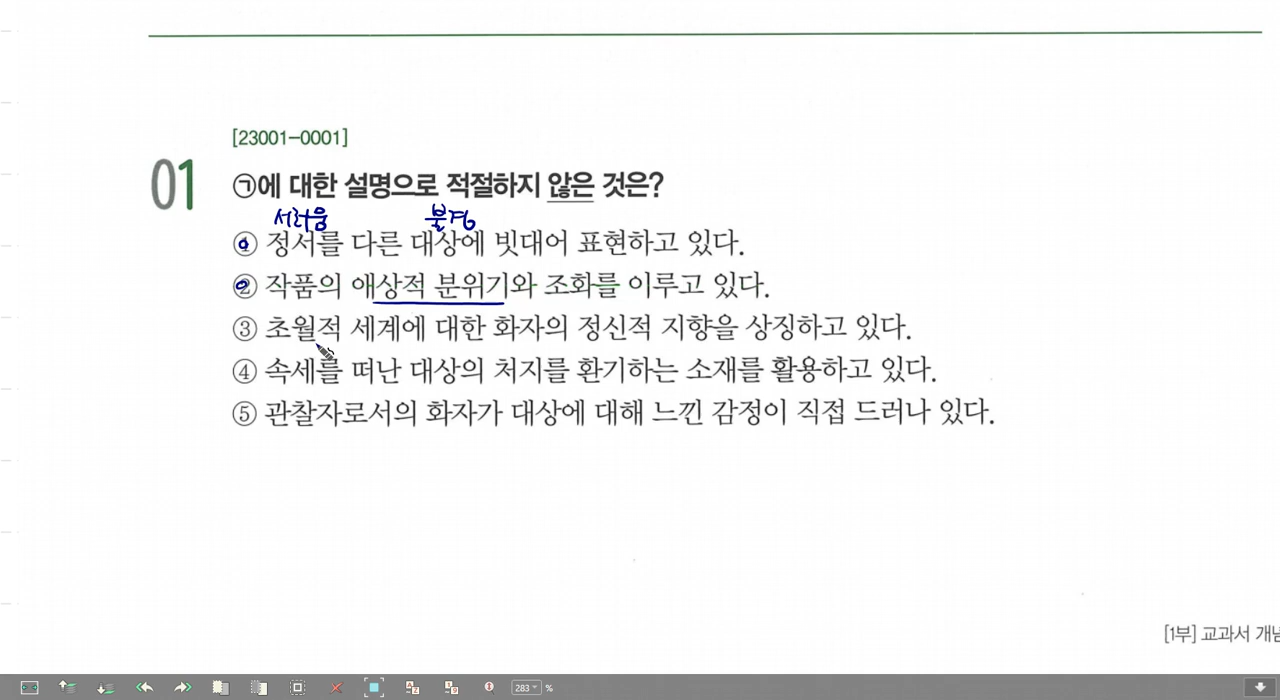 [23001-0001]
01
㉠에 대한 설명으로 적절하지 않은 것은?
서러움 불경
① 정서를 다른 대상에 빗대어 표현하고 있다.
② 작품의 애상적 분위기와 조화를 이루고 있다.
③ 초월적 세계에 대한 화자의 정신적 지향을 상징하고 있다.
④ 속세를 떠난 대상의 처지를 환기하는 소재를 활용하고 있다.
⑤ 관찰자로서의 화자가 대상에 대해 느낀 감정이 직접 드러나 있다.
[1부] 교과서 개념
283 %